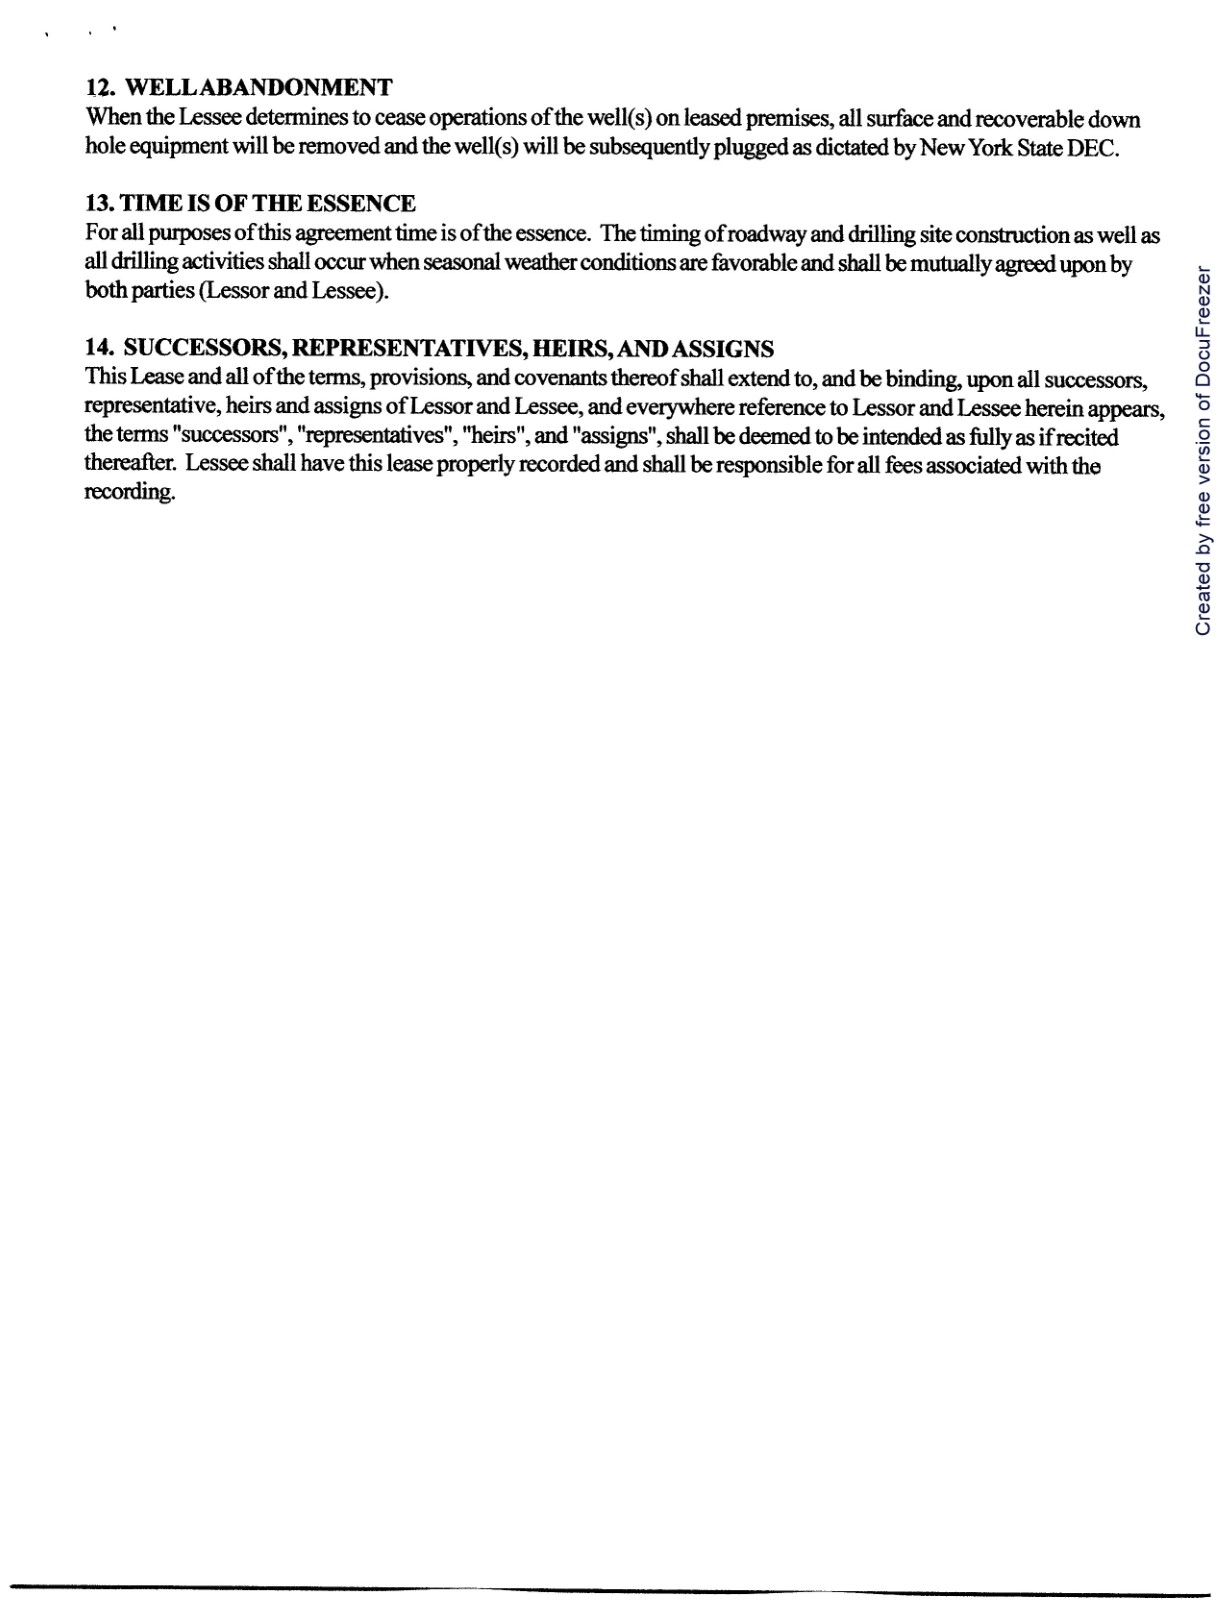 12. WELL ABANDONMENT
When the Lessee determines to cease operations of the well(s) on leased premises, all surface and recoverable down
hole equipment will be removed and the well(s) will be subsequently plugged as dictated by New York State DEC.
13. TIME IS OF THE ESSENCE
For all purposes of this agreement time is of the essence. The timing of roadway and drilling site construction as well as
all drilling activities shall occur when seasonal weather conditions are favorable and shall be mutually agreed upon by
both parties (Lessor and Lessee).
14. SUCCESSORS, REPRESENTATIVES, HEIRS, AND ASSIGNS
This Lease and all of the terms, provisions, and covenants thereof shall extend to, and be binding, upon all successors,
representative, heirs and assigns of Lessor and Lessee, and everywhere reference to Lessor and Lessee herein appears,
the terms "successors", "representatives", "heirs", and "assigns", shall be deemed to be intended as fully as if recited
thereafter. Lessee shall have this lease properly recorded and shall be responsible for all fees associated with the
recording.
Created by free version of DocuFreezer